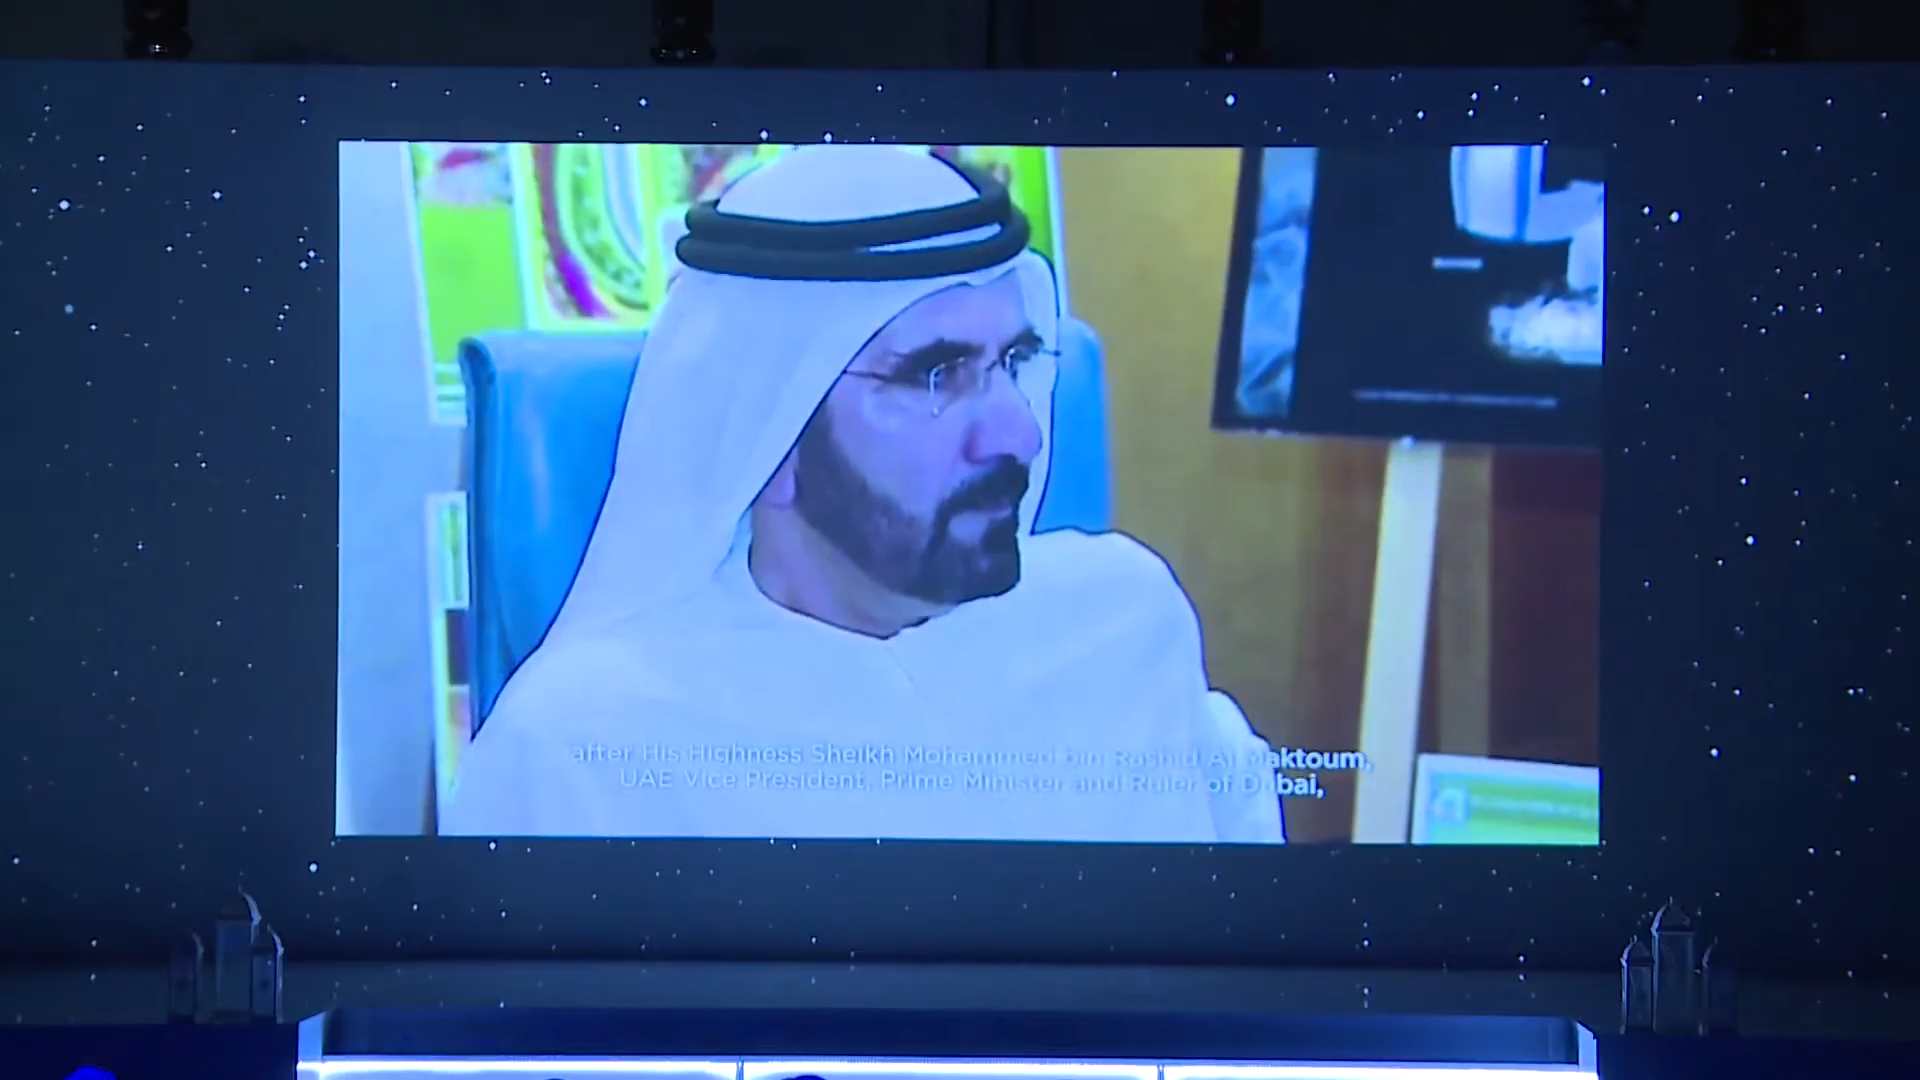 after His Highness Sheikh Mohammed bin Rashid Al Maktoum,
UAE Vice President, Prime Minister and Ruler of Dubai,